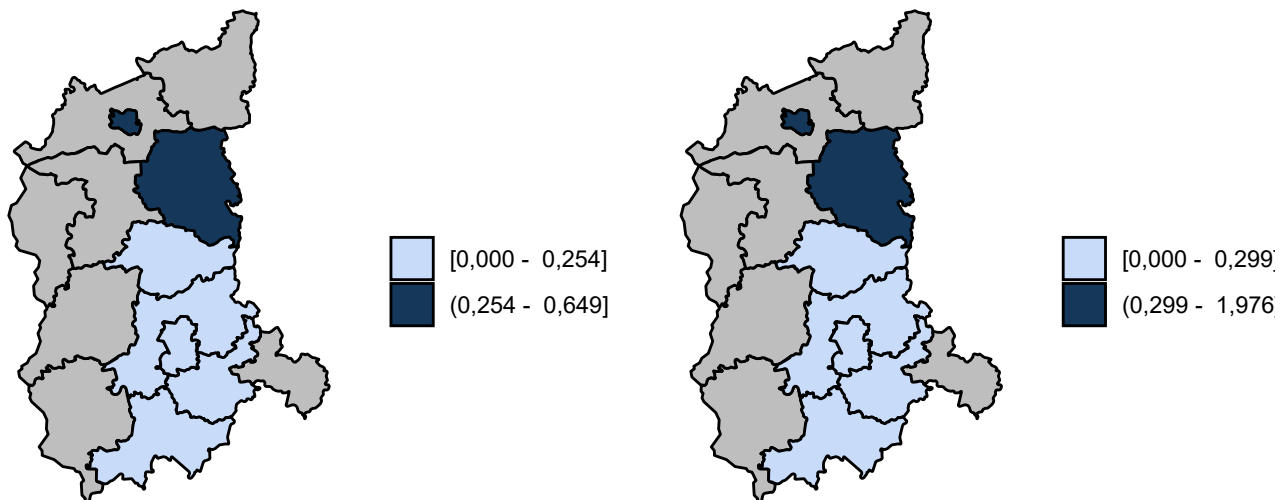 [0,000 - 0,254]
(0,254 - 0,649]
[0,000 - 0,299]
(0,299 - 1,976]